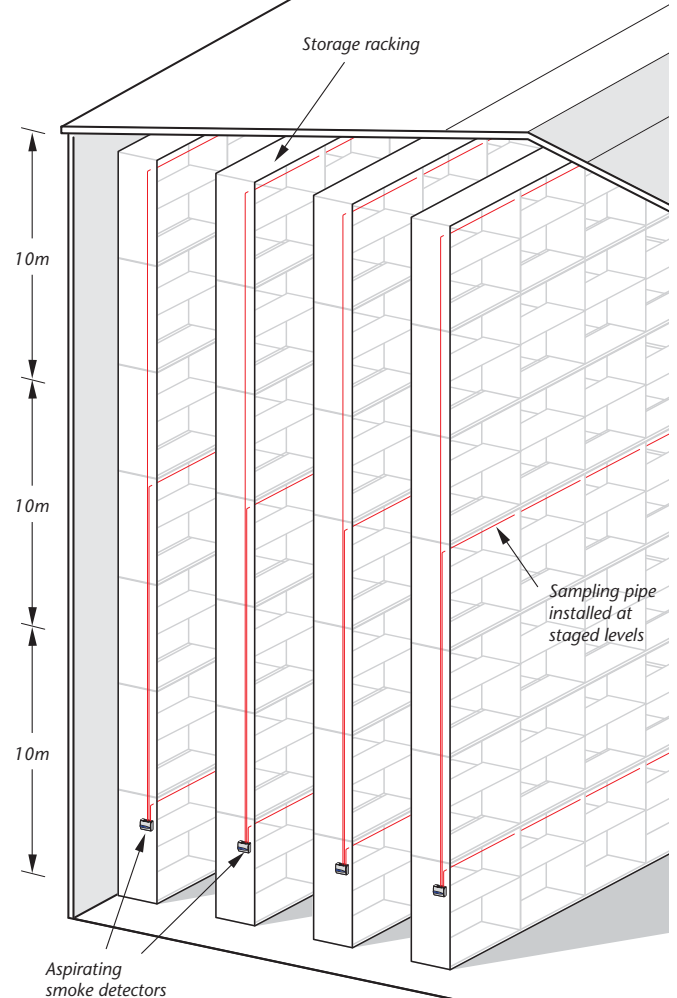 Storage racking
10m
10m
Sampling pipe
installed at
staged levels
10m
Aspirating
smoke detectors